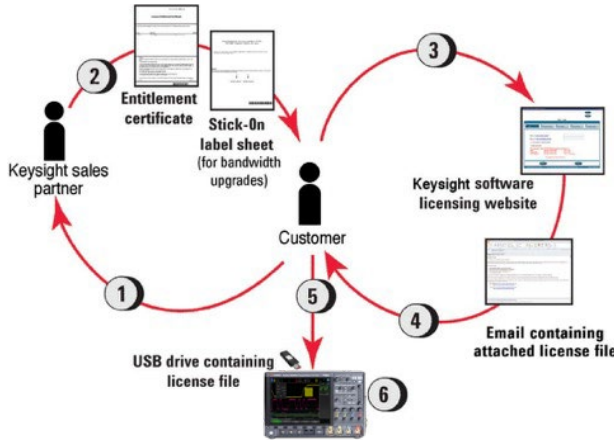 2
Entitlement
certificate
Stick-On
label sheet
(for bandwidth
upgrades)
3
Keysight sales
partner
Keysight software
licensing website
Customer
1
5
4
Email containing
attached license file
USB drive containing
license file
6